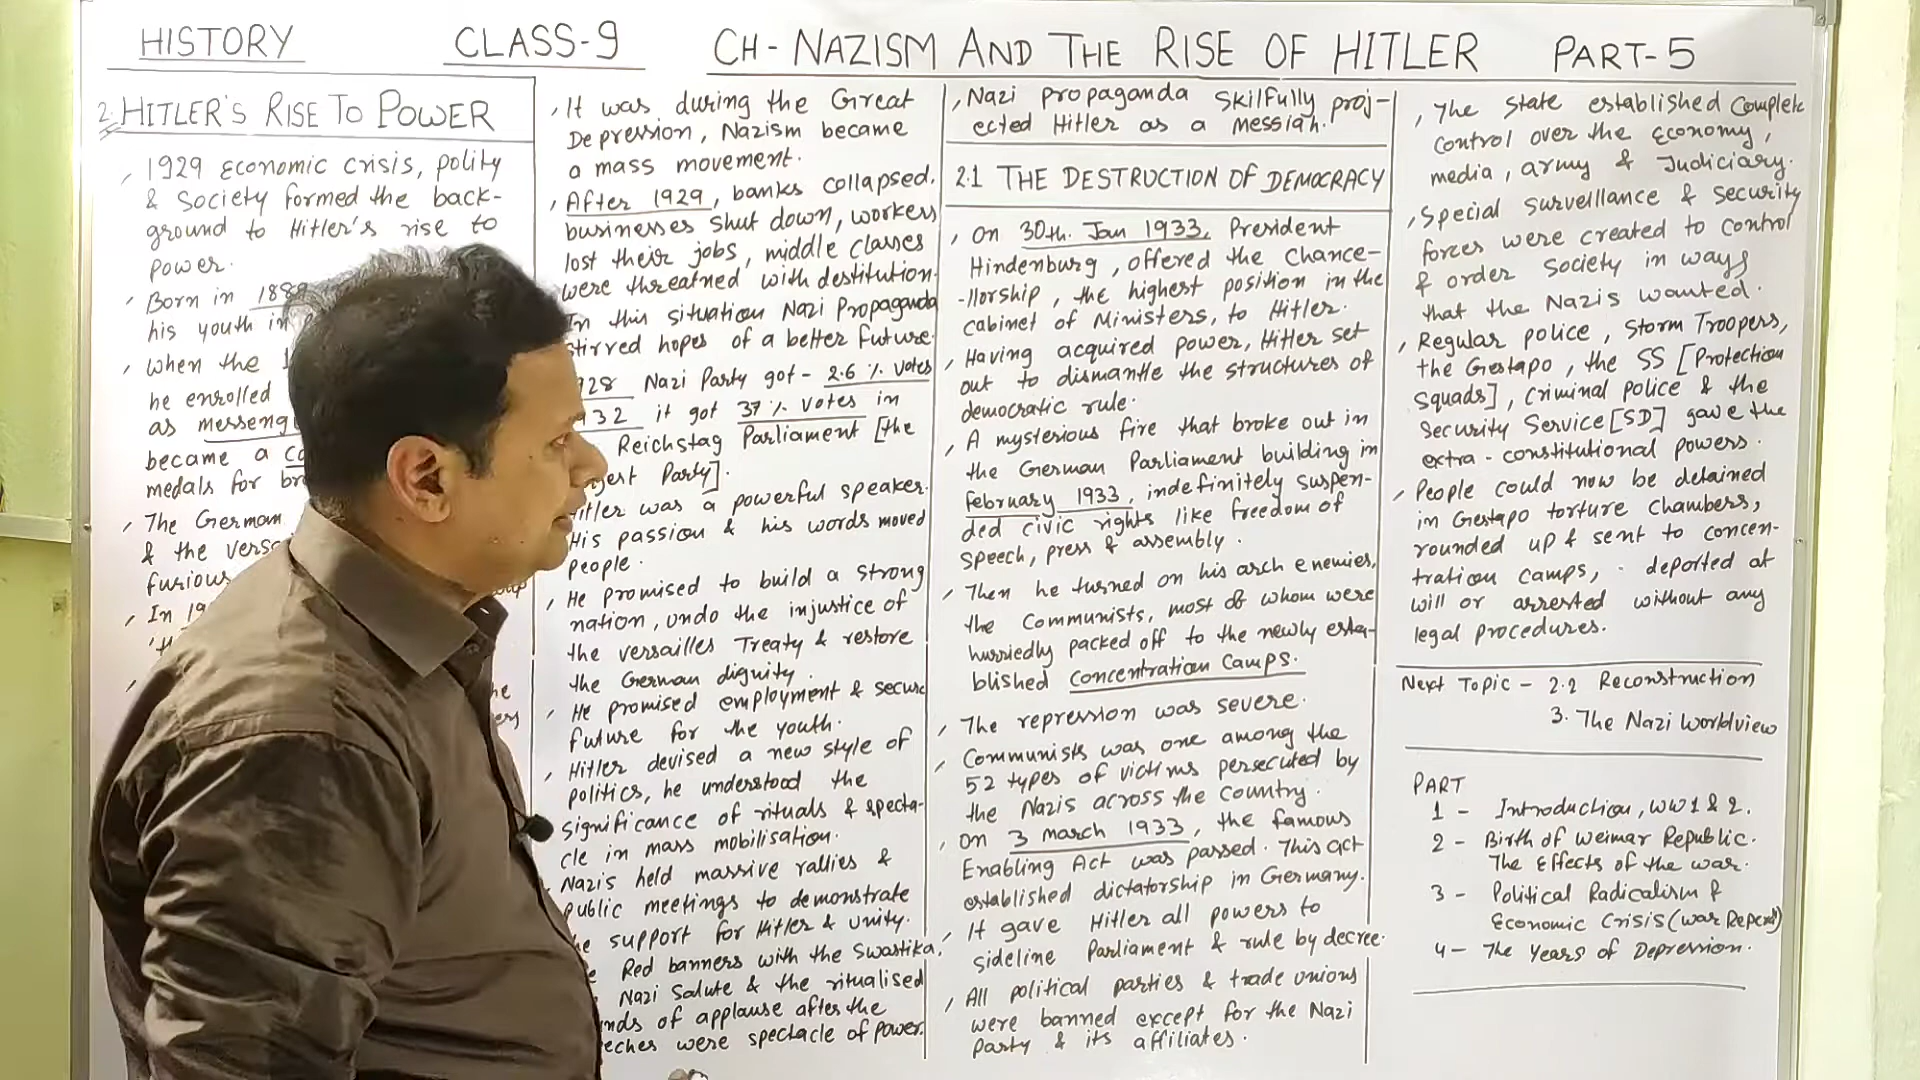 HISTORY CLASS-9 CH- NAZISM AND THE RISE OF HITLER PART-5
2. HITLER'S RISE TO POWER
, 1929 Economic crisis, polity
& Society formed the back-
ground to Hitler's rise to
power.
, Born in 188
his youth in
, when the
he enrolled
as messeng
became a co
medals for br
, The German
& the versa
furious
, In 19
, It was during the Great
Depression, Nazism became
a mass movement.
, After 1929, banks collapsed.
businesses shut down, workers
lost their jobs, middle classes
were threatned with destitution.
In this situation Nazi Propaganda
stirred hopes of a better future.
928 Nazi Party got - 2.6 % votes
32 it got 37 % votes in
Reichstag Parliament [the
gest Party].
itler was a powerful speaker.
His passion & his words moved
people.
, He promised to build a strong
nation, undo the injustice of
the versailles Treaty & restore
the German dignity.
, He promised employment & secure
future for the youth.
, Hitler devised a new style of
politics, he understood the
significance of rituals & specta-
cle in mass mobilisation.
, Nazis held massive rallies &
public meetings to demonstrate
he support for Hitler & Unity.
e Red banners with the Swastika,
Nazi Salute & the ritualised
nds of applause after the
eches were spectacle of power.
, Nazi propaganda skilfully proj-
ected Hitler as a messiah.
2.1 THE DESTRUCTION OF DEMOCRACY
, On 30th. Jan 1933, President
Hindenburg, offered the chance-
-llorship, the highest position in the
cabinet of Ministers, to Hitler.
, Having acquired power, Hitler set
out to dismantle the structures of
democratic rule.
, A mysterious fire that broke out in
the German Parliament building in
February 1933, indefinitely suspen-
ded civic rights like freedom of
speech, press & assembly.
, Then he turned on his arch enemies,
the Communists, most of whom were
hurriedly packed off to the newly esta-
blished Concentration Camps.
, The repression was severe.
, Communists was one among the
52 types of victims persecuted by
the Nazis across the country.
, On 3 march 1933, the famous
Enabling Act was passed. This act
established dictatorship in Germany.
, It gave Hitler all powers to
sideline Parliament & rule by decree.
, All political parties & trade unions
were banned except for the Nazi
Party & its affiliates.
, The State established Complete
control over the economy,
media, army & Judiciary.
, Special surveillance & security
forces were created to control
& order society in ways
that the Nazis wanted.
, Regular police, Storm Troopers,
the Gestapo, the SS [Protection
squads], criminal police & the
Security Service [SD] gave the
extra-constitutional powers.
, People could now be detained
in Gestapo torture chambers,
rounded up & sent to concen-
tration camps, deported at
will or arrested without any
legal procedures.
Next Topic - 2.2 Reconstruction
3. The Nazi Worldview
PART
1 - Introduction, WW1 & 2.
2 - Birth of Weimar Republic.
The Effects of the war.
3 - Political Radicalism &
Economic Crisis (war Repend)
4 - The Years of Depression.